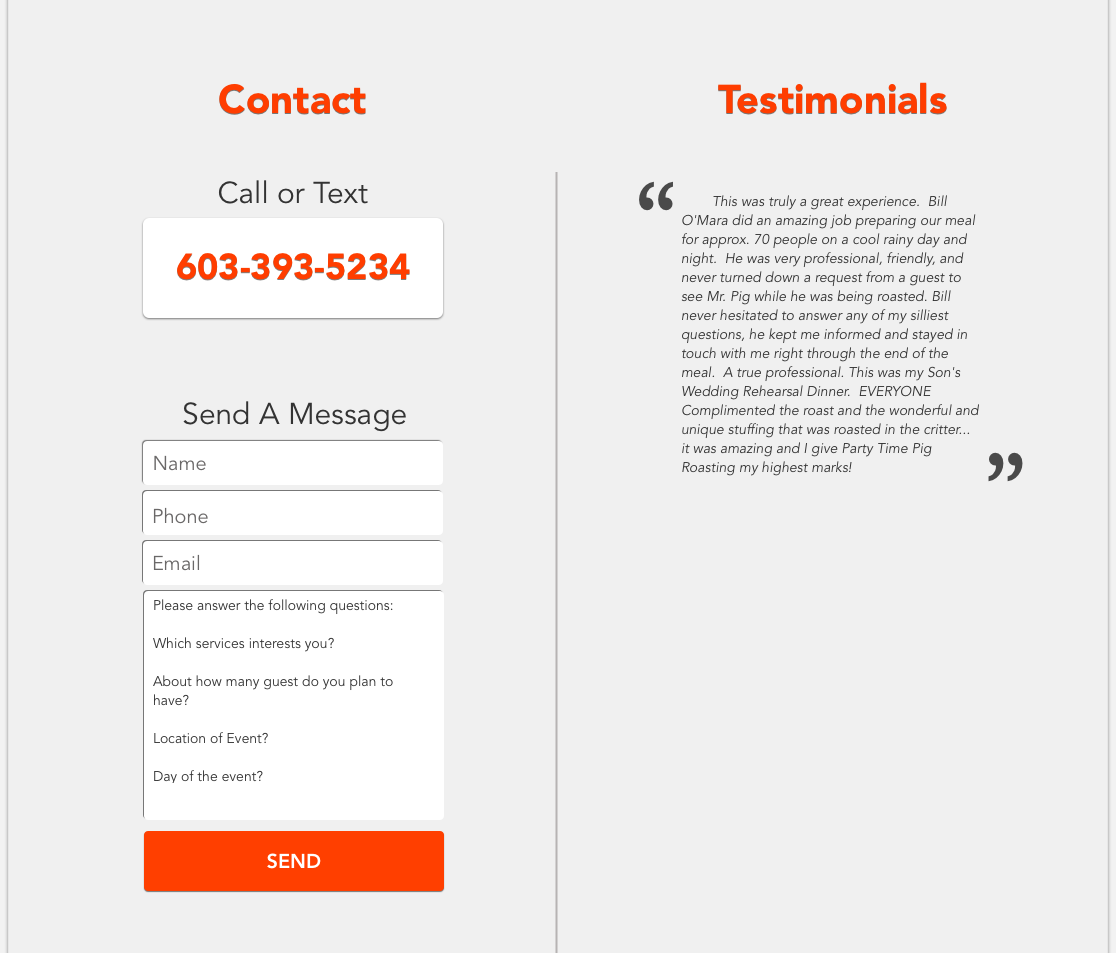 Contact
Call or Text
603-393-5234
Send A Message
Name
Phone
Email
Please answer the following questions:
Which services interests you?
About how many guest do you plan to
have?
Location of Event?
Day of the event?
SEND
Testimonials
“
This was truly a great experience.  Bill
O'Mara did an amazing job preparing our meal
for approx. 70 people on a cool rainy day and
night.  He was very professional, friendly, and
never turned down a request from a guest to
see Mr. Pig while he was being roasted. Bill
never hesitated to answer any of my silliest
questions, he kept me informed and stayed in
touch with me right through the end of the
meal.  A true professional. This was my Son's
Wedding Rehearsal Dinner.  EVERYONE
Complimented the roast and the wonderful and
unique stuffing that was roasted in the critter...
it was amazing and I give Party Time Pig
Roasting my highest marks!
”